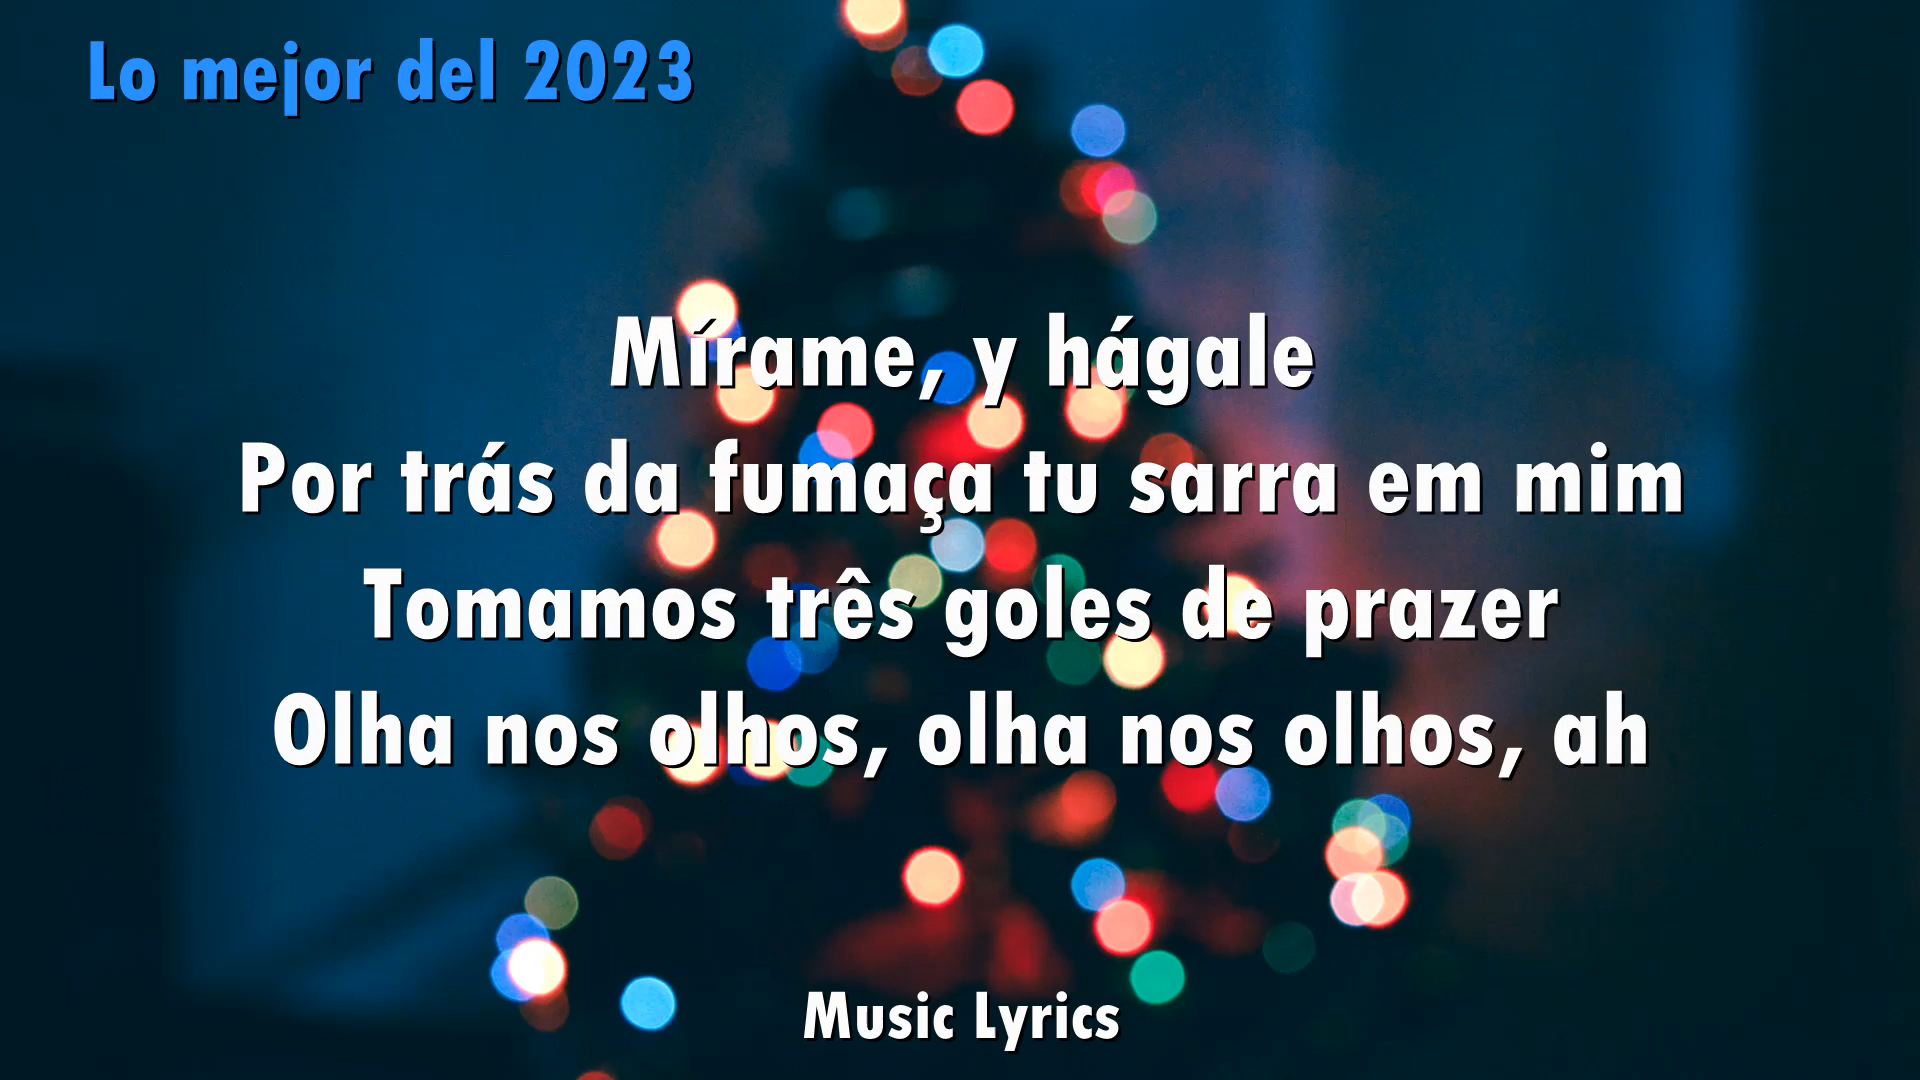 Lo mejor del 2023
Mírame, y hágale
Por trás da fumaça tu sarra em mim
Tomamos três goles de prazer
Olha nos olhos, olha nos olhos, ah
Music Lyrics